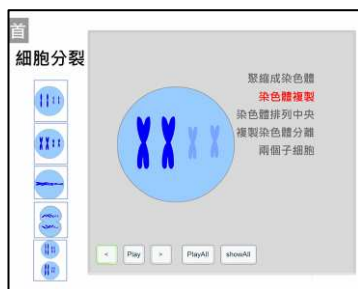 首
細胞分裂
聚縮成染色體
染色體複製
染色體排列中央
複製染色體分離
兩個子細胞
<
Play
>
PlayAll
showAll